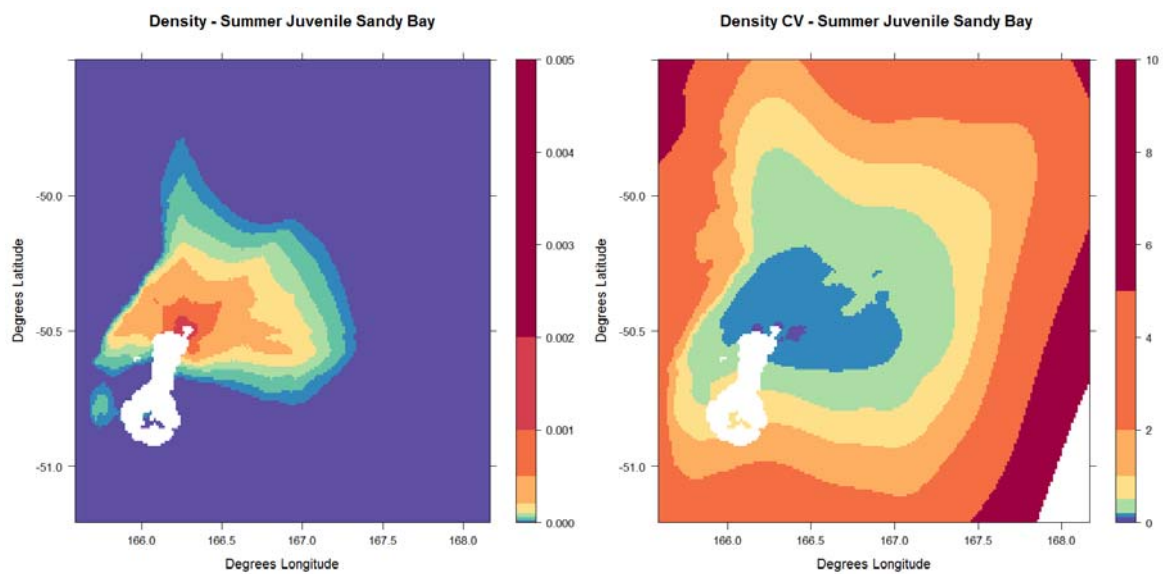 Density - Summer Juvenile Sandy Bay
0.005
0.004
0.003
0.002
0.001
0.000
-50.0
-50.5
-51.0
Degrees Latitude
166.0 166.5 167.0 167.5 168.0
Degrees Longitude
Density CV - Summer Juvenile Sandy Bay
10
8
6
4
2
0
-50.0
-50.5
-51.0
Degrees Latitude
166.0 166.5 167.0 167.5 168.0
Degrees Longitude